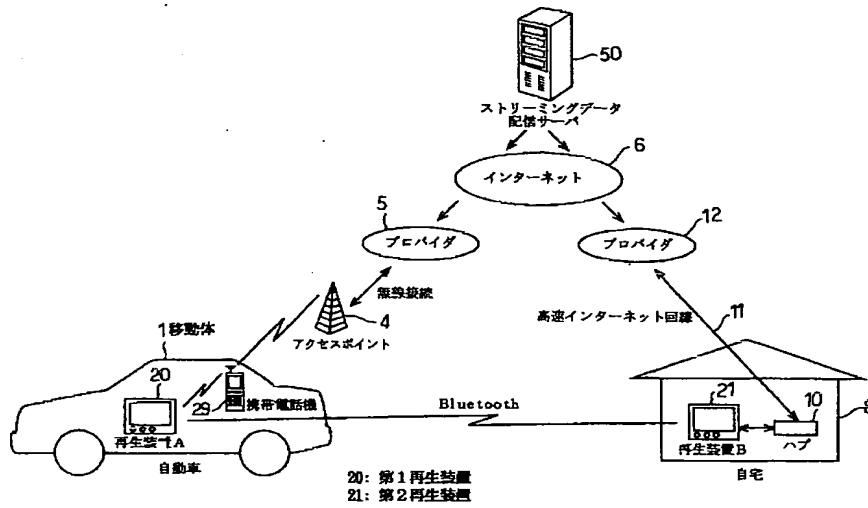 50
ストリーミングデータ
配信サーバ
6
インターネット
5
プロバイダ
12
プロバイダ
無線接続
4
アクセスポイント
高速インターネット回線
11
1移動体
20
29
携帯電話機
再生装置A
自動車
Bluetooth
21
10
再生装置B
ハブ
自宅
20: 第1再生装置
21: 第2再生装置